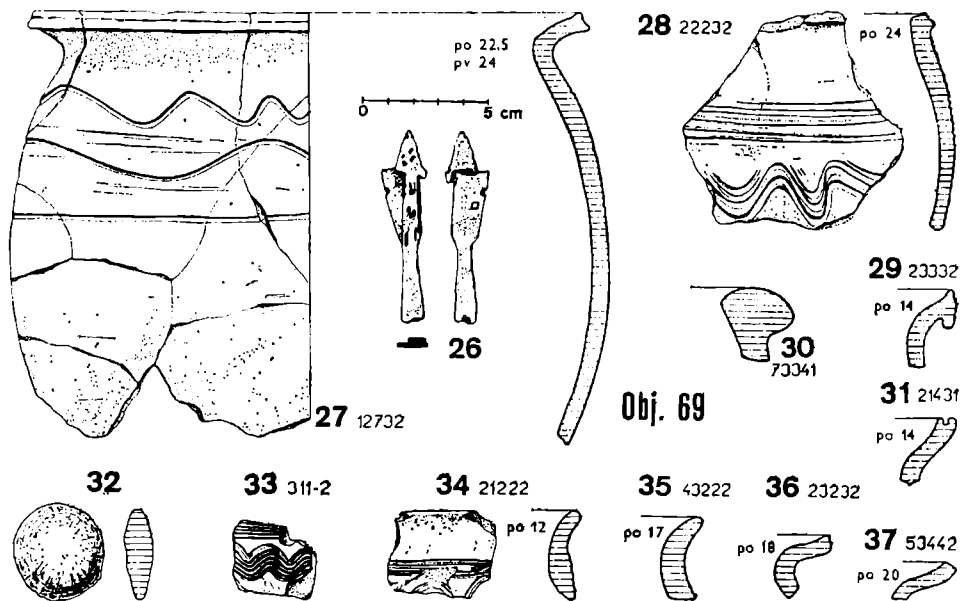 po 22.5
pv 24
28 22232
po 24
0 5 cm
26
27 12732
29 23332
po 14
30
73341
Obj. 69
31 21431
po 14
32
33 311-2
34 21222
po 12
35 43222
po 17
36 23232
po 18
37 53442
po 20